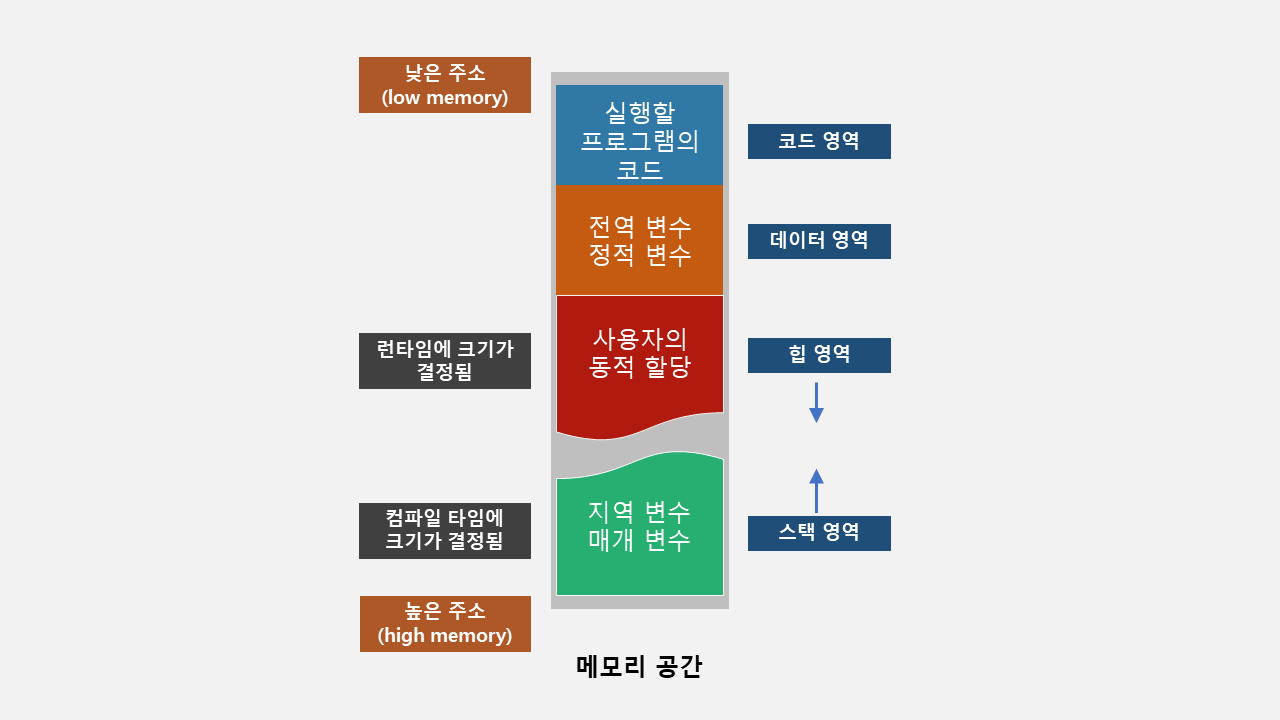 낮은 주소
(low memory)
실행할
프로그램의
코드
코드 영역
전역 변수
정적 변수
데이터 영역
런타임에 크기가
결정됨
사용자의
동적 할당
힙 영역
컴파일 타임에
크기가 결정됨
지역 변수
매개 변수
스택 영역
높은 주소
(high memory)
메모리 공간